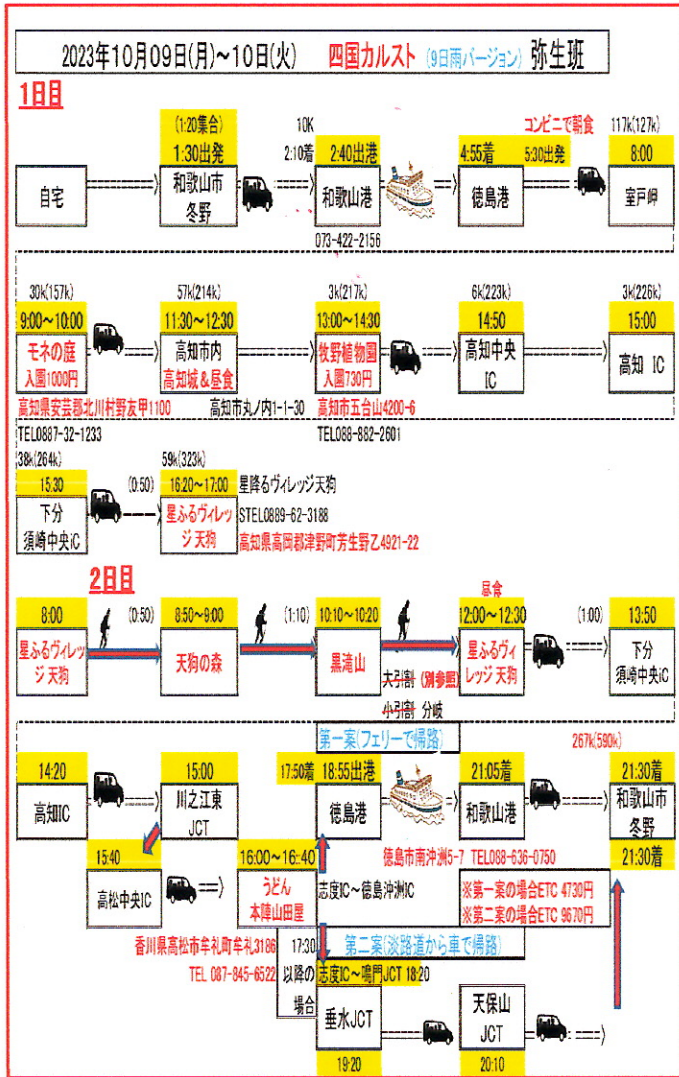 2023年10月09日(月)~10日(火) 四国カルスト (9日雨バージョン) 弥生班
1日目
(1:20集合) 10K コンビニで朝食 117k(127k)
1:30出発 2:10着 2:40出港 4:55着 5:30出発 8:00
自宅 和歌山市 冬野 和歌山港 徳島港 室戸岬
073-422-2156
30k(157k) 57k(214k) 3k(217k) 6k(223k) 3k(226k)
9:00~10:00 11:30~12:30 13:00~14:30 14:50 15:00
モネの庭 高知市内 牧野植物園 高知中央 高知 IC
入園1000円 高知城&昼食 入園730円 IC
高知県安芸郡北川村野友甲1100 高知市丸ノ内1-1-30 高知市五台山4200-6
TEL0887-32-1233 TEL088-882-2601
38k(264k) 59k(323k)
15:30 (0:50) 16:20~17:00 星降るヴィレッジ天狗
下分 星ふるヴィレッ STEL0889-62-3188
須崎中央iC ジ 天狗 高知県高岡郡津野町芳生野乙4921-22
2日目
昼食
8:00 (0:50) 8:50~9:00 (1:10) 10:10~10:20 12:00~12:30 (1:00) 13:50
星ふるヴィレッ 天狗の森 黒滝山 星ふるヴィ 下分
ジ 天狗 レッジ 天狗 須崎中央iC
大引割 (別参照)
小引割 分岐
第一案(フェリーで帰路) 267k(590k)
14:20 15:00 17:50着 18:55出港 21:05着 21:30着
高知IC 川之江東 徳島港 和歌山港 和歌山市
JCT 冬野
15:40 16:00~16:40 徳島市南沖洲5-7 TEL088-636-0750 21:30着
高松中央IC うどん 志度IC~徳島沖洲IC ※第一案の場合ETC 4730円
本陣山田屋 ※第二案の場合ETC 9670円
香川県高松市牟礼町牟礼3186 17:30 第二案(淡路道から車で帰路)
TEL 087-845-6522 以降の 志度IC~鳴門JCT 18:20
場合 垂水JCT 天保山
JCT
19:20 20:10